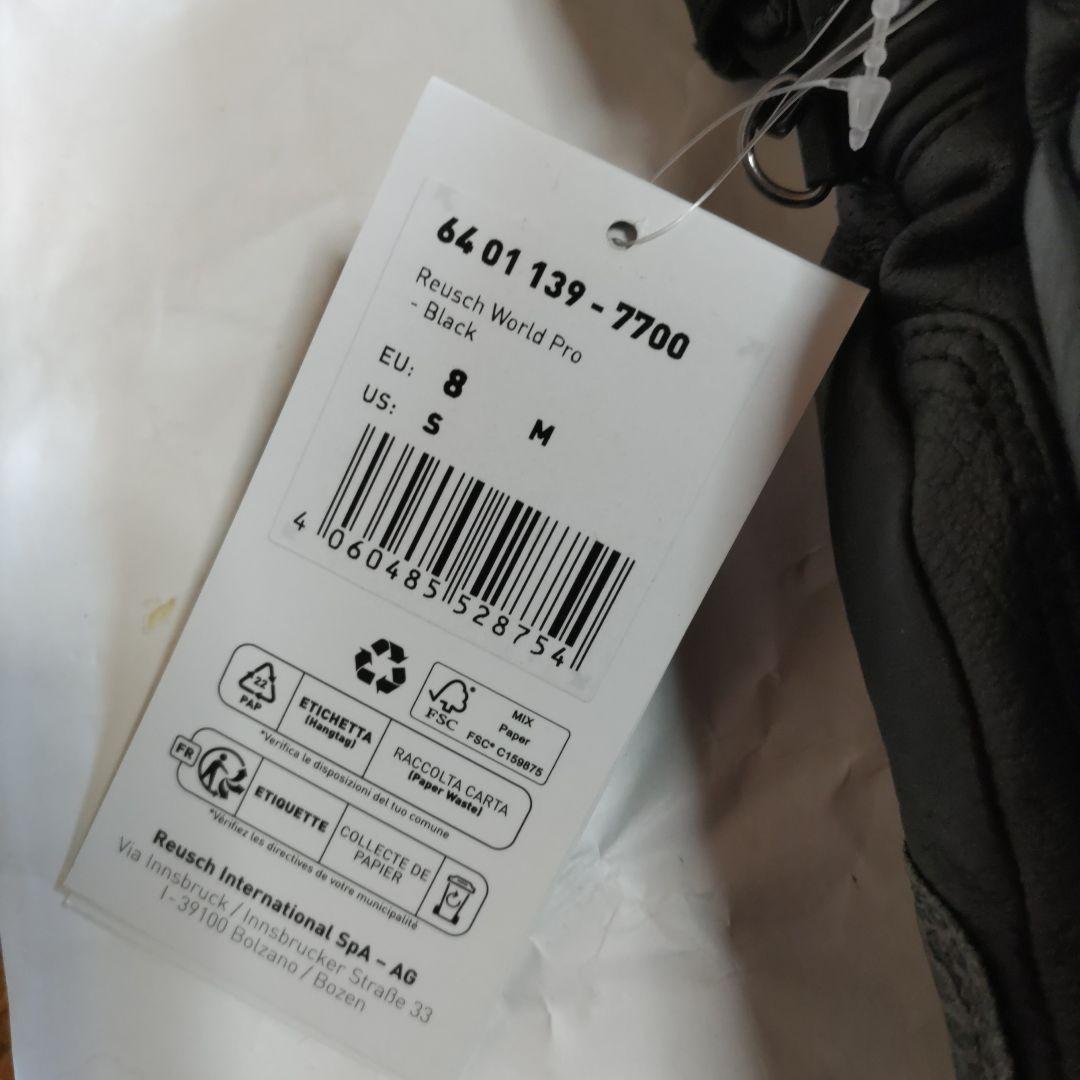 64 01 139 - 7700
Reusch World Pro
- Black
EU: 8
US: S M
4 060485 528754
22
PAP
ETICHETTA
(Hangtag)
RACCOLTA CARTA
(Paper Waste)
*Verifica le disposizioni del tuo comune
FSC
MIX
Paper
FSC® C159875
FR
ETIQUETTE
COLLECTE DE
PAPIER
*Vérifiez les directives de votre municipalité
Reusch International SpA – AG
Via Innsbruck / Innsbrucker Straße 33
I-39100 Bolzano / Bozen